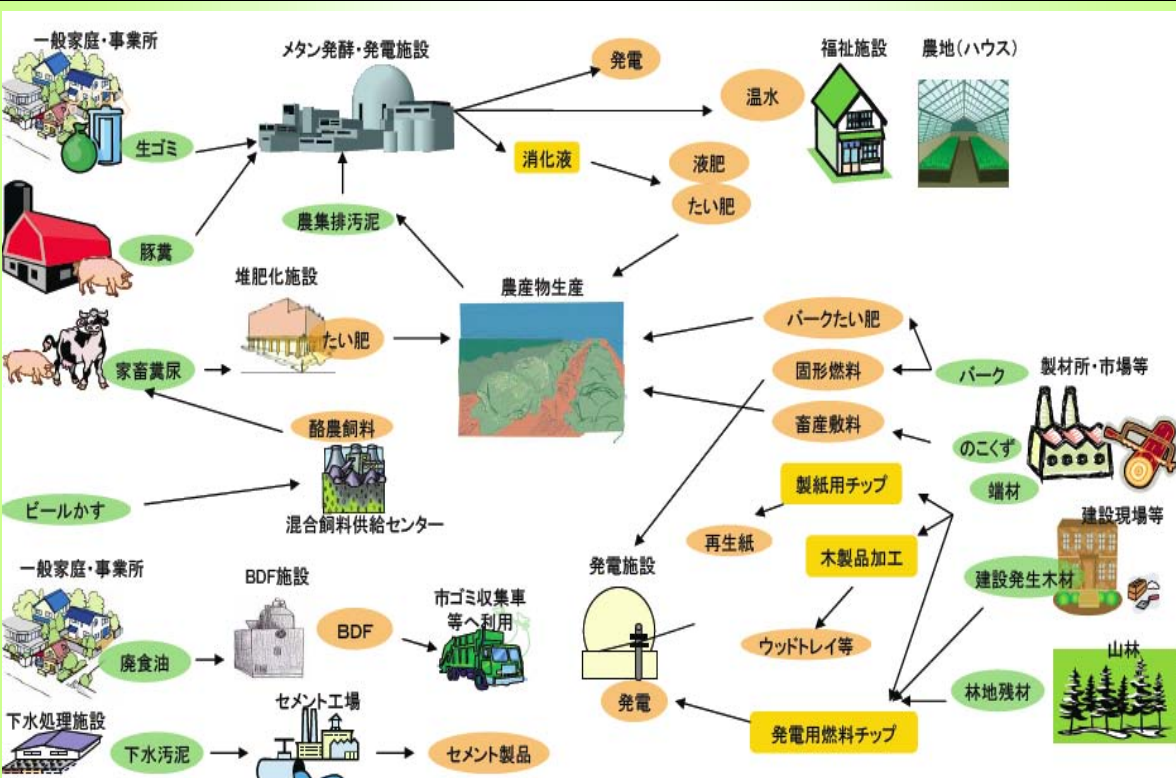 一般家庭・事業所
メタン発酵・発電施設
発電
福祉施設
農地(ハウス)
温水
生ゴミ
消化液
液肥
たい肥
農集排汚泥
豚糞
堆肥化施設
農産物生産
たい肥
家畜糞尿
バークたい肥
固形燃料
バーク
製材所・市場等
酪農飼料
畜産敷料
のこくず
端材
ビールかす
混合飼料供給センター
製紙用チップ
再生紙
建設現場等
木製品加工
建設発生木材
一般家庭・事業所
BDF施設
BDF
市ゴミ収集車
等へ利用
発電施設
ウッドトレイ等
廃食油
発電
山林
林地残材
発電用燃料チップ
下水処理施設
セメント工場
下水汚泥
セメント製品